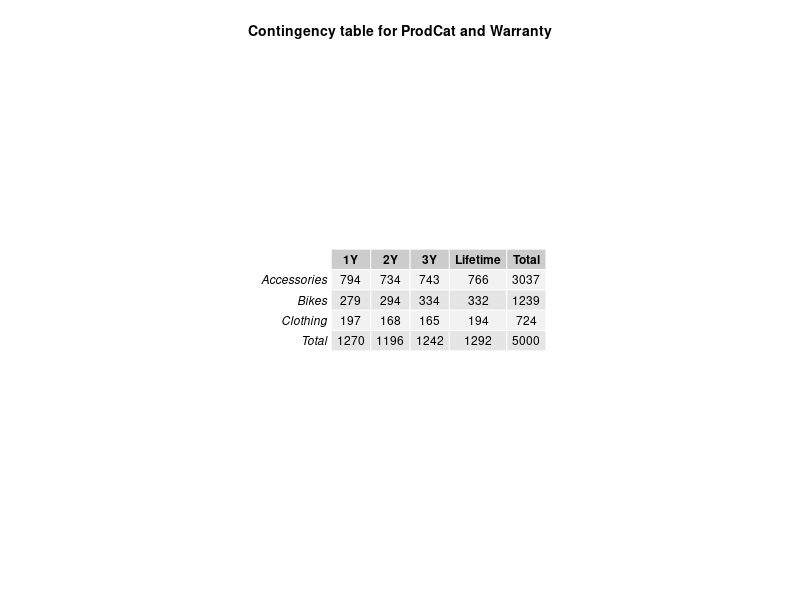 Contingency table for ProdCat and Warranty
1Y 2Y 3Y Lifetime Total
Accessories 794 734 743 766 3037
Bikes 279 294 334 332 1239
Clothing 197 168 165 194 724
Total 1270 1196 1242 1292 5000